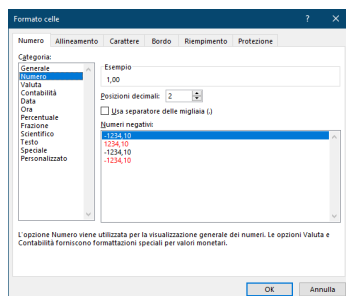 Formato celle ? ×
Numero Allineamento Carattere Bordo Riempimento Protezione
Categoria:
Generale
Numero
Valuta
Contabilità
Data
Ora
Percentuale
Frazione
Scientifico
Testo
Speciale
Personalizzato
Esempio
1,00
Posizioni decimali: 2
Usa separatore delle migliaia (.)
Numeri negativi:
-1234,10
1234,10
-1234,10
-1234,10
L'opzione Numero viene utilizzata per la visualizzazione generale dei numeri. Le opzioni Valuta e
Contabilità forniscono formattazioni speciali per valori monetari.
OK Annulla